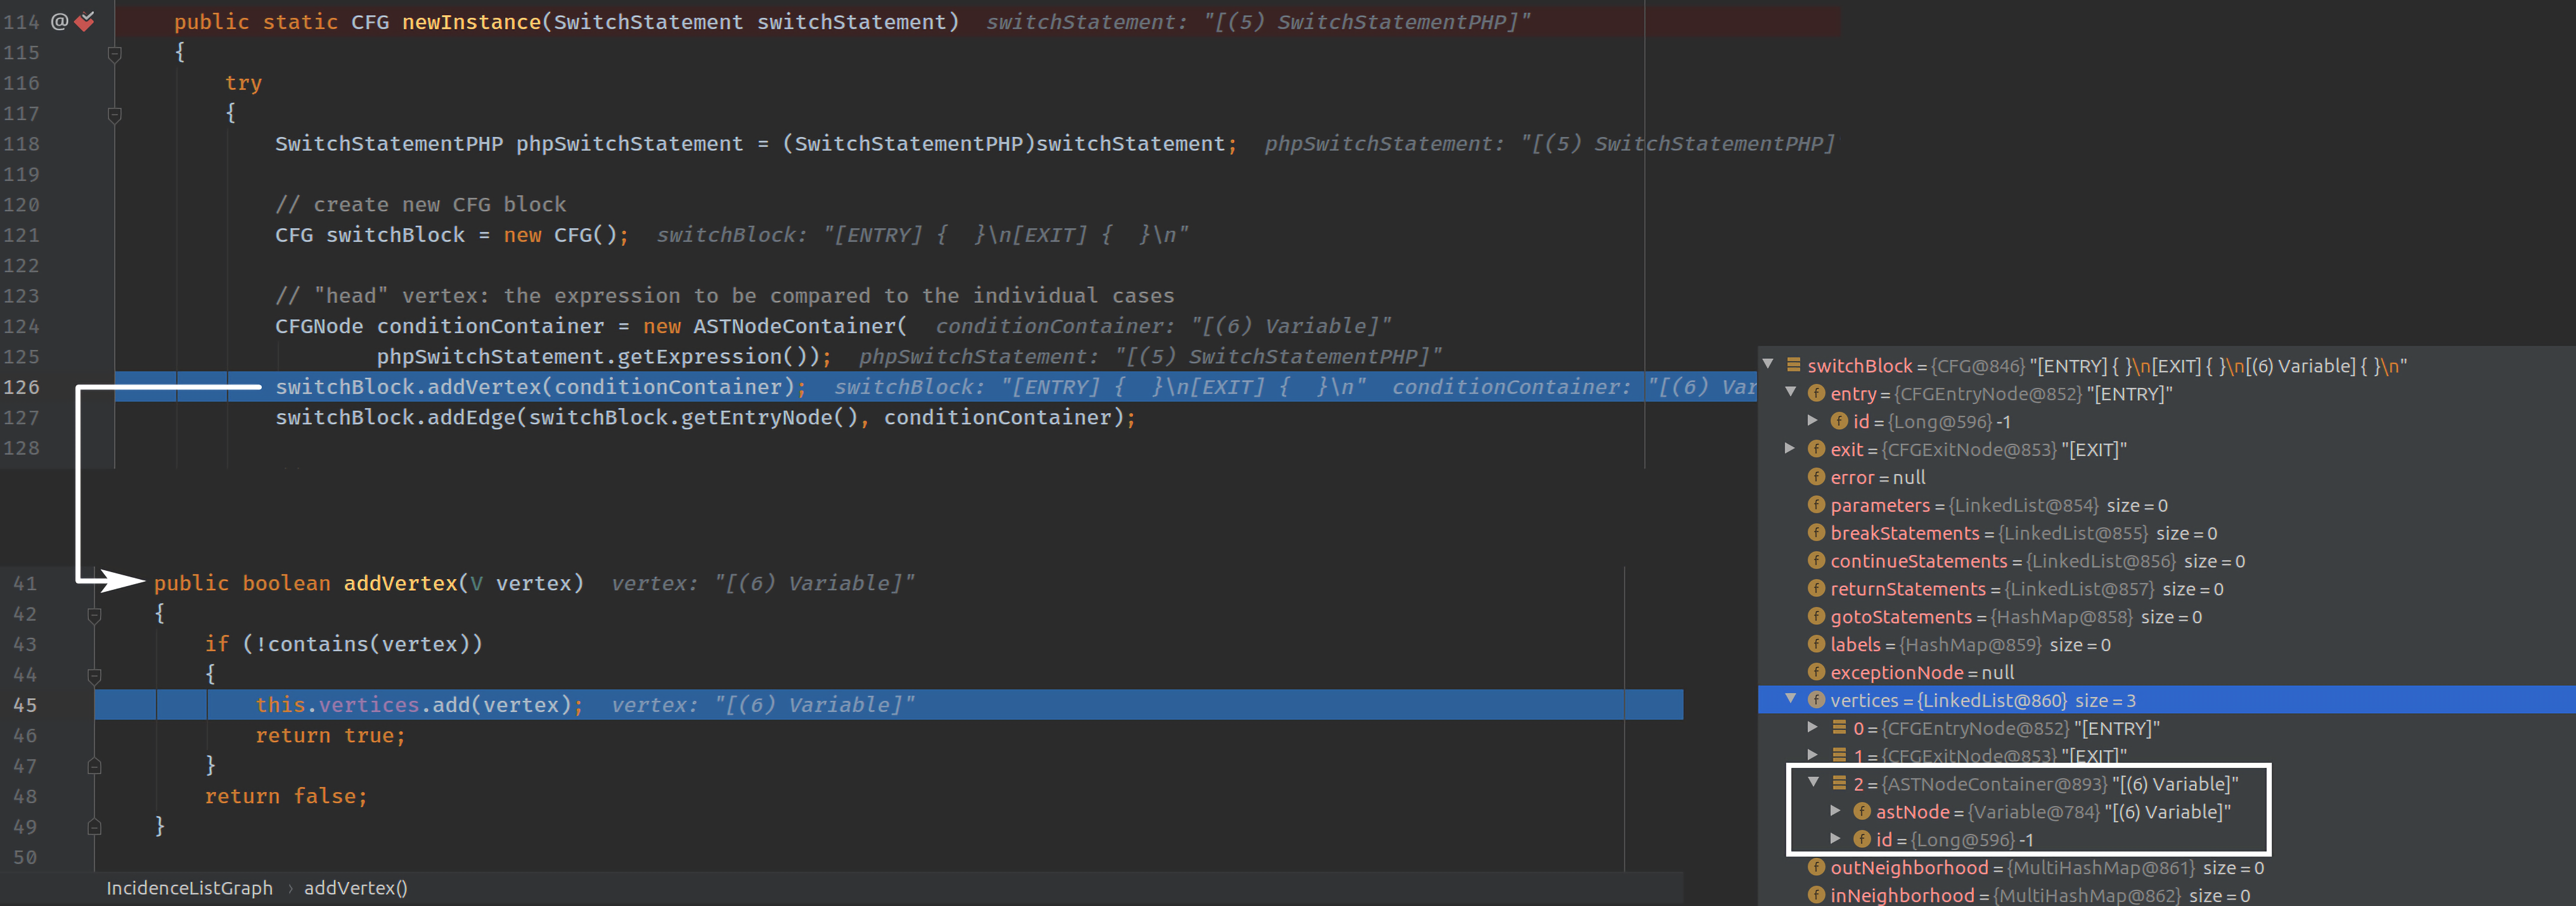 114 @ public static CFG newInstance(SwitchStatement switchStatement) switchStatement: "[(5) SwitchStatementPHP]"
115 {
116 try
117 {
118 SwitchStatementPHP phpSwitchStatement = (SwitchStatementPHP)switchStatement; phpSwitchStatement: "[(5) SwitchStatementPHP]
119
120 // create new CFG block
121 CFG switchBlock = new CFG(); switchBlock: "[ENTRY] {  }\n[EXIT] {  }\n"
122
123 // "head" vertex: the expression to be compared to the individual cases
124 CFGNode conditionContainer = new ASTNodeContainer( conditionContainer: "[(6) Variable]"
125 phpSwitchStatement.getExpression()); phpSwitchStatement: "[(5) SwitchStatementPHP]"
126 switchBlock.addVertex(conditionContainer); switchBlock: "[ENTRY] {  }\n[EXIT] {  }\n" conditionContainer: "[(6) Var
127 switchBlock.addEdge(switchBlock.getEntryNode(), conditionContainer);
128
41 public boolean addVertex(V vertex) vertex: "[(6) Variable]"
42 {
43 if (!contains(vertex))
44 {
45 this.vertices.add(vertex); vertex: "[(6) Variable]"
46 return true;
47 }
48 return false;
49 }
50
IncidenceListGraph › addVertex()
switchBlock = {CFG@846} "[ENTRY] { }\n[EXIT] { }\n[(6) Variable] { }\n"
entry = {CFGEntryNode@852} "[ENTRY]"
id = {Long@596} -1
exit = {CFGExitNode@853} "[EXIT]"
error = null
parameters = {LinkedList@854} size = 0
breakStatements = {LinkedList@855} size = 0
continueStatements = {LinkedList@856} size = 0
returnStatements = {LinkedList@857} size = 0
gotoStatements = {HashMap@858} size = 0
labels = {HashMap@859} size = 0
exceptionNode = null
vertices = {LinkedList@860} size = 3
0 = {CFGEntryNode@852} "[ENTRY]"
1 = {CFGExitNode@853} "[EXIT]"
2 = {ASTNodeContainer@893} "[(6) Variable]"
astNode = {Variable@784} "[(6) Variable]"
id = {Long@596} -1
outNeighborhood = {MultiHashMap@861} size = 0
inNeighborhood = {MultiHashMap@862} size = 0